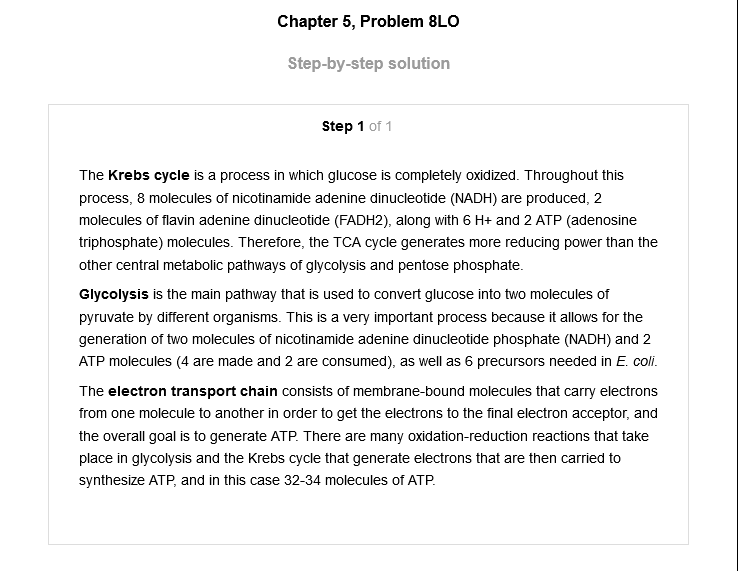 Chapter 5, Problem 8LO
Step-by-step solution
Step 1 of 1
The Krebs cycle is a process in which glucose is completely oxidized. Throughout this
process, 8 molecules of nicotinamide adenine dinucleotide (NADH) are produced, 2
molecules of flavin adenine dinucleotide (FADH2), along with 6 H+ and 2 ATP (adenosine
triphosphate) molecules. Therefore, the TCA cycle generates more reducing power than the
other central metabolic pathways of glycolysis and pentose phosphate.
Glycolysis is the main pathway that is used to convert glucose into two molecules of
pyruvate by different organisms. This is a very important process because it allows for the
generation of two molecules of nicotinamide adenine dinucleotide phosphate (NADH) and 2
ATP molecules (4 are made and 2 are consumed), as well as 6 precursors needed in E. coli.
The electron transport chain consists of membrane-bound molecules that carry electrons
from one molecule to another in order to get the electrons to the final electron acceptor, and
the overall goal is to generate ATP. There are many oxidation-reduction reactions that take
place in glycolysis and the Krebs cycle that generate electrons that are then carried to
synthesize ATP, and in this case 32-34 molecules of ATP.